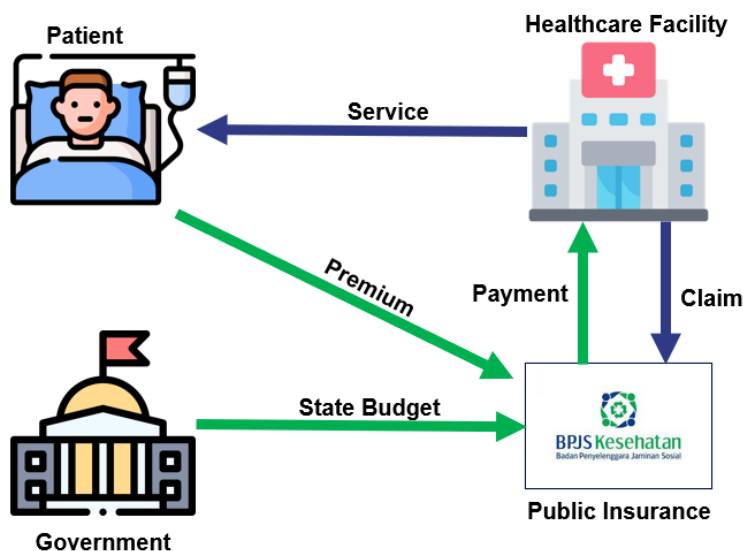 Patient
Healthcare Facility
Service
Premium
Payment
Claim
State Budget
BPJS Kesehatan
Badan Penyelenggara Jaminan Sosial
Public Insurance
Government